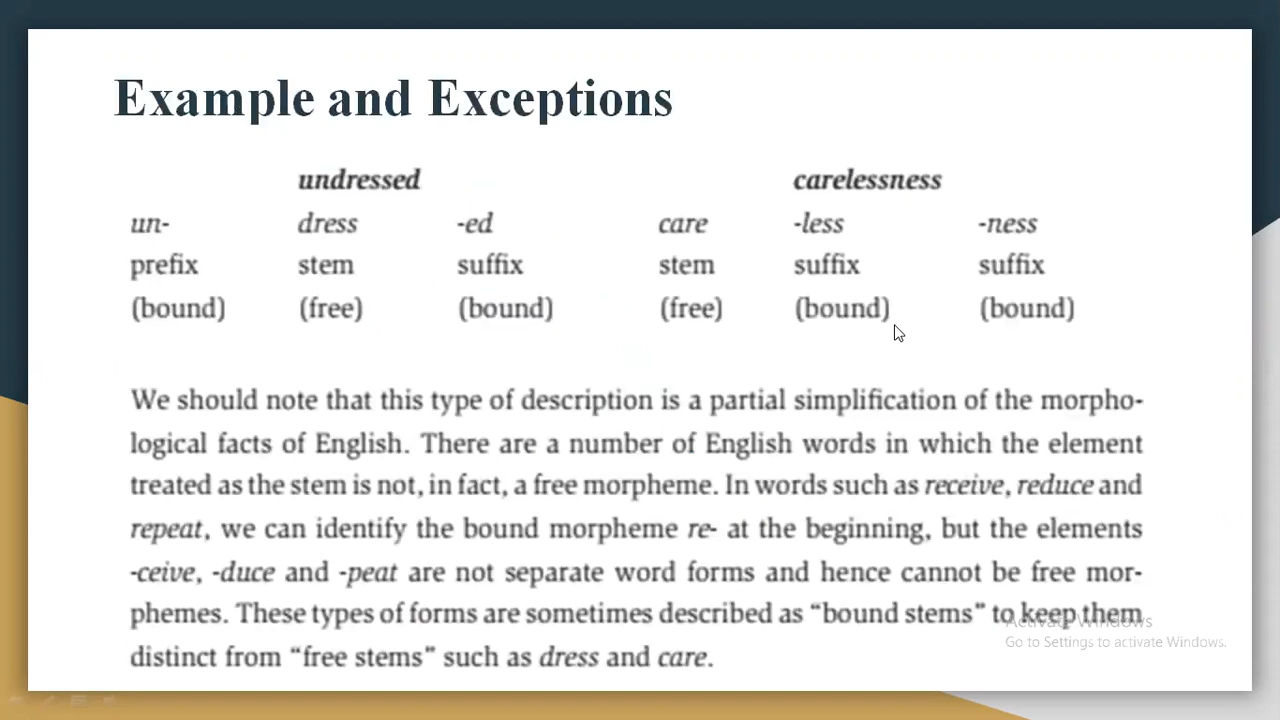 Example and Exceptions
undressed carelessness
un- dress -ed care -less -ness
prefix stem suffix stem suffix suffix
(bound) (free) (bound) (free) (bound) (bound)
We should note that this type of description is a partial simplification of the morpho-
logical facts of English. There are a number of English words in which the element
treated as the stem is not, in fact, a free morpheme. In words such as receive, reduce and
repeat, we can identify the bound morpheme re- at the beginning, but the elements
-ceive, -duce and -peat are not separate word forms and hence cannot be free mor-
phemes. These types of forms are sometimes described as “bound stems” to keep them
distinct from “free stems” such as dress and care.
Activate Windows
Go to Settings to activate Windows.